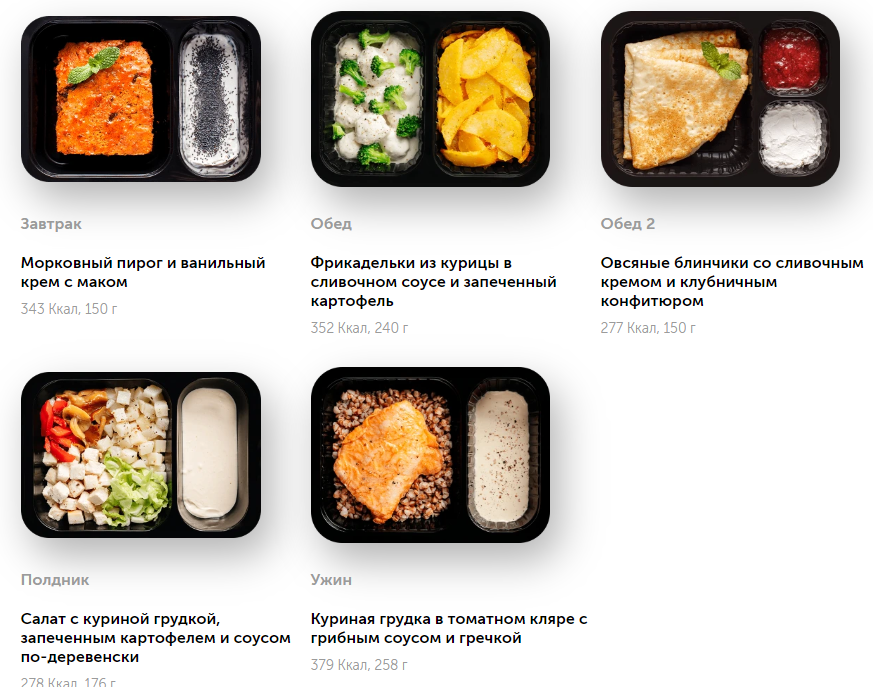 Завтрак
Морковный пирог и ванильный
крем с маком
343 Ккал, 150 г
Обед
Фрикадельки из курицы в
сливочном соусе и запеченный
картофель
352 Ккал, 240 г
Обед 2
Овсяные блинчики со сливочным
кремом и клубничным
конфитюром
277 Ккал, 150 г
Полдник
Салат с куриной грудкой,
запеченным картофелем и соусом
по-деревенски
278 Ккал, 176 г
Ужин
Куриная грудка в томатном кляре с
грибным соусом и гречкой
379 Ккал, 258 г